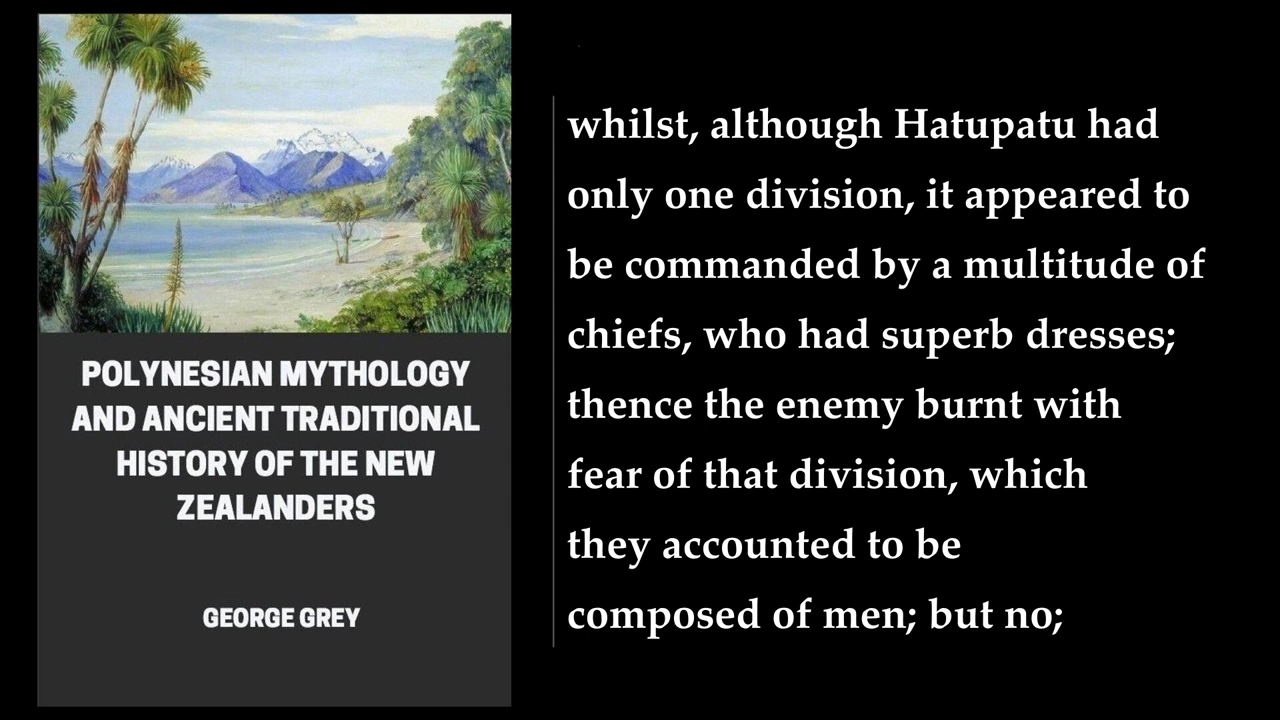 POLYNESIAN MYTHOLOGY
AND ANCIENT TRADITIONAL
HISTORY OF THE NEW
ZEALANDERS
GEORGE GREY
whilst, although Hatupatu had
only one division, it appeared to
be commanded by a multitude of
chiefs, who had superb dresses;
thence the enemy burnt with
fear of that division, which
they accounted to be
composed of men; but no;